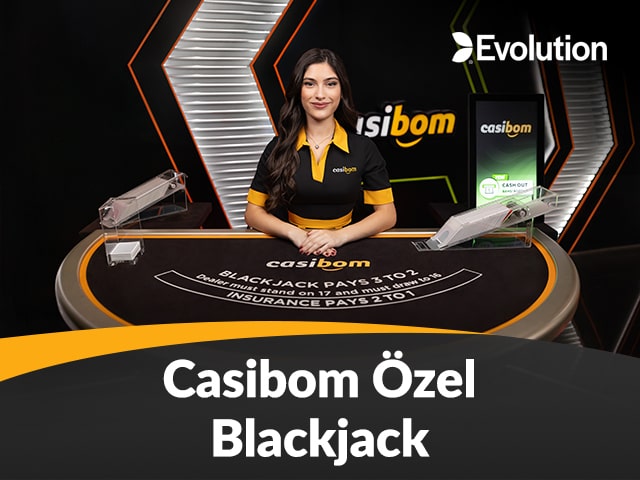 Evolution
casibom
casibom
casibom
CASH OUT
casibom
BLACKJACK PAYS 3 TO 2
Dealer must stand on 17 and must draw to 16
INSURANCE PAYS 2 TO 1
Casibom Özel
Blackjack